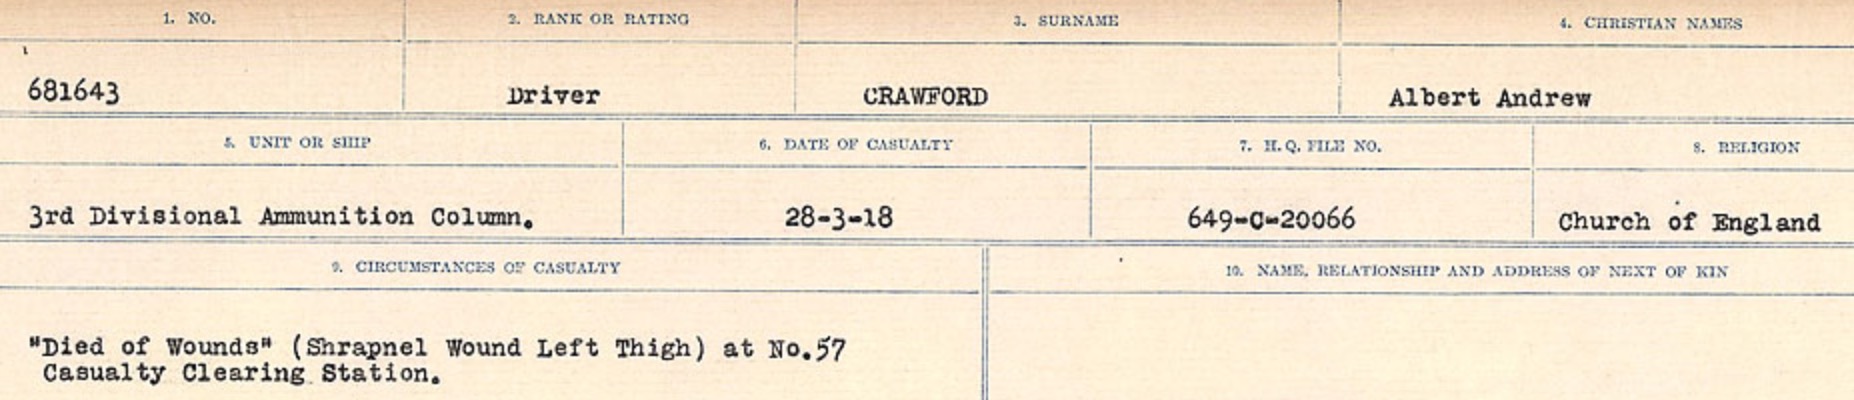 1. NO. 2. RANK OR RATING 3. SURNAME 4. CHRISTIAN NAMES
681643 Driver CRAWFORD Albert Andrew
5. UNIT OR SHIP 6. DATE OF CASUALTY 7. H. Q. FILE NO. 8. RELIGION
3rd Divisional Ammunition Column. 28-3-18 649-C-20066 Church of England
9. CIRCUMSTANCES OF CASUALTY 10. NAME, RELATIONSHIP AND ADDRESS OF NEXT OF KIN
"Died of Wounds" (Shrapnel Wound Left Thigh) at No.57
Casualty Clearing Station.